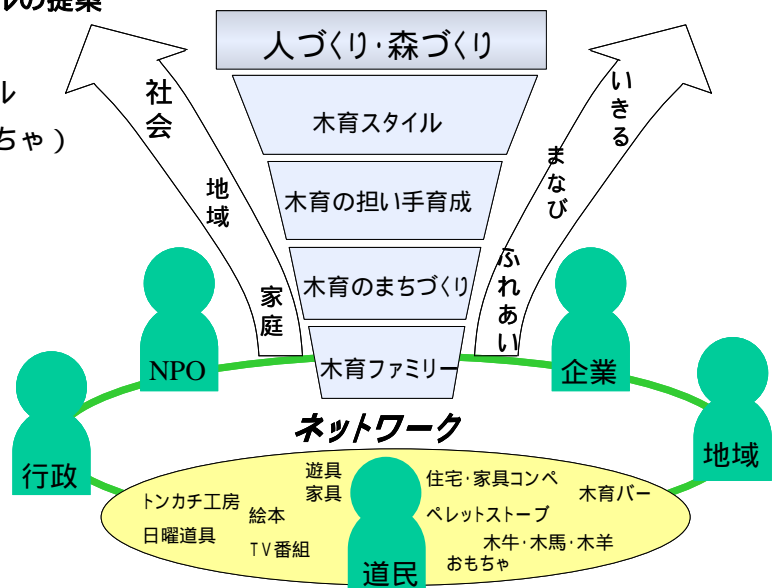 ルの提案
ル
ちゃ）
人づくり・森づくり
木育スタイル
木育の担い手育成
木育のまちづくり
木育ファミリー
社会
地域
家庭
いきる
まなび
ふれあい
NPO
企業
行政
地域
ネットワーク
トンカチ工房
日曜道具
絵本
TV番組
遊具
家具
住宅・家具コンペ
木育バー
ペレットストーブ
木牛・木馬・木羊
おもちゃ
道民